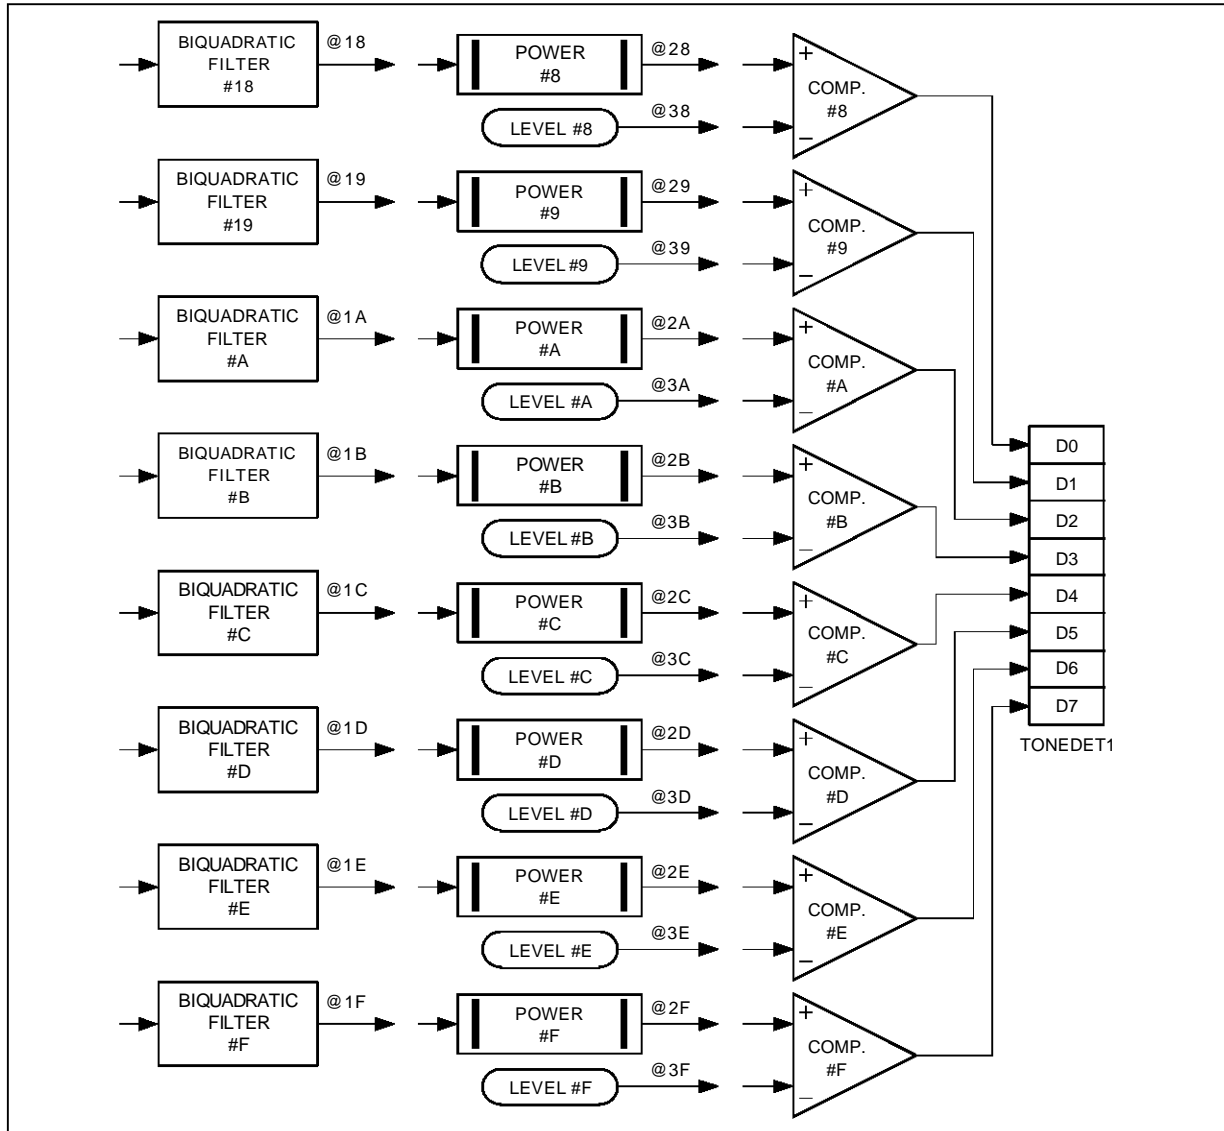 BIQUADRATIC
FILTER
#18
@18
POWER
#8
@28
LEVEL #8
@38
+
−
COMP.
#8
BIQUADRATIC
FILTER
#19
@19
POWER
#9
@29
LEVEL #9
@39
+
−
COMP.
#9
BIQUADRATIC
FILTER
#A
@1A
POWER
#A
@2A
LEVEL #A
@3A
+
−
COMP.
#A
BIQUADRATIC
FILTER
#B
@1B
POWER
#B
@2B
LEVEL #B
@3B
+
−
COMP.
#B
BIQUADRATIC
FILTER
#C
@1C
POWER
#C
@2C
LEVEL #C
@3C
+
−
COMP.
#C
BIQUADRATIC
FILTER
#D
@1D
POWER
#D
@2D
LEVEL #D
@3D
+
−
COMP.
#D
BIQUADRATIC
FILTER
#E
@1E
POWER
#E
@2E
LEVEL #E
@3E
+
−
COMP.
#E
BIQUADRATIC
FILTER
#F
@1F
POWER
#F
@2F
LEVEL #F
@3F
+
−
COMP.
#F
D0
D1
D2
D3
D4
D5
D6
D7
TONEDET1